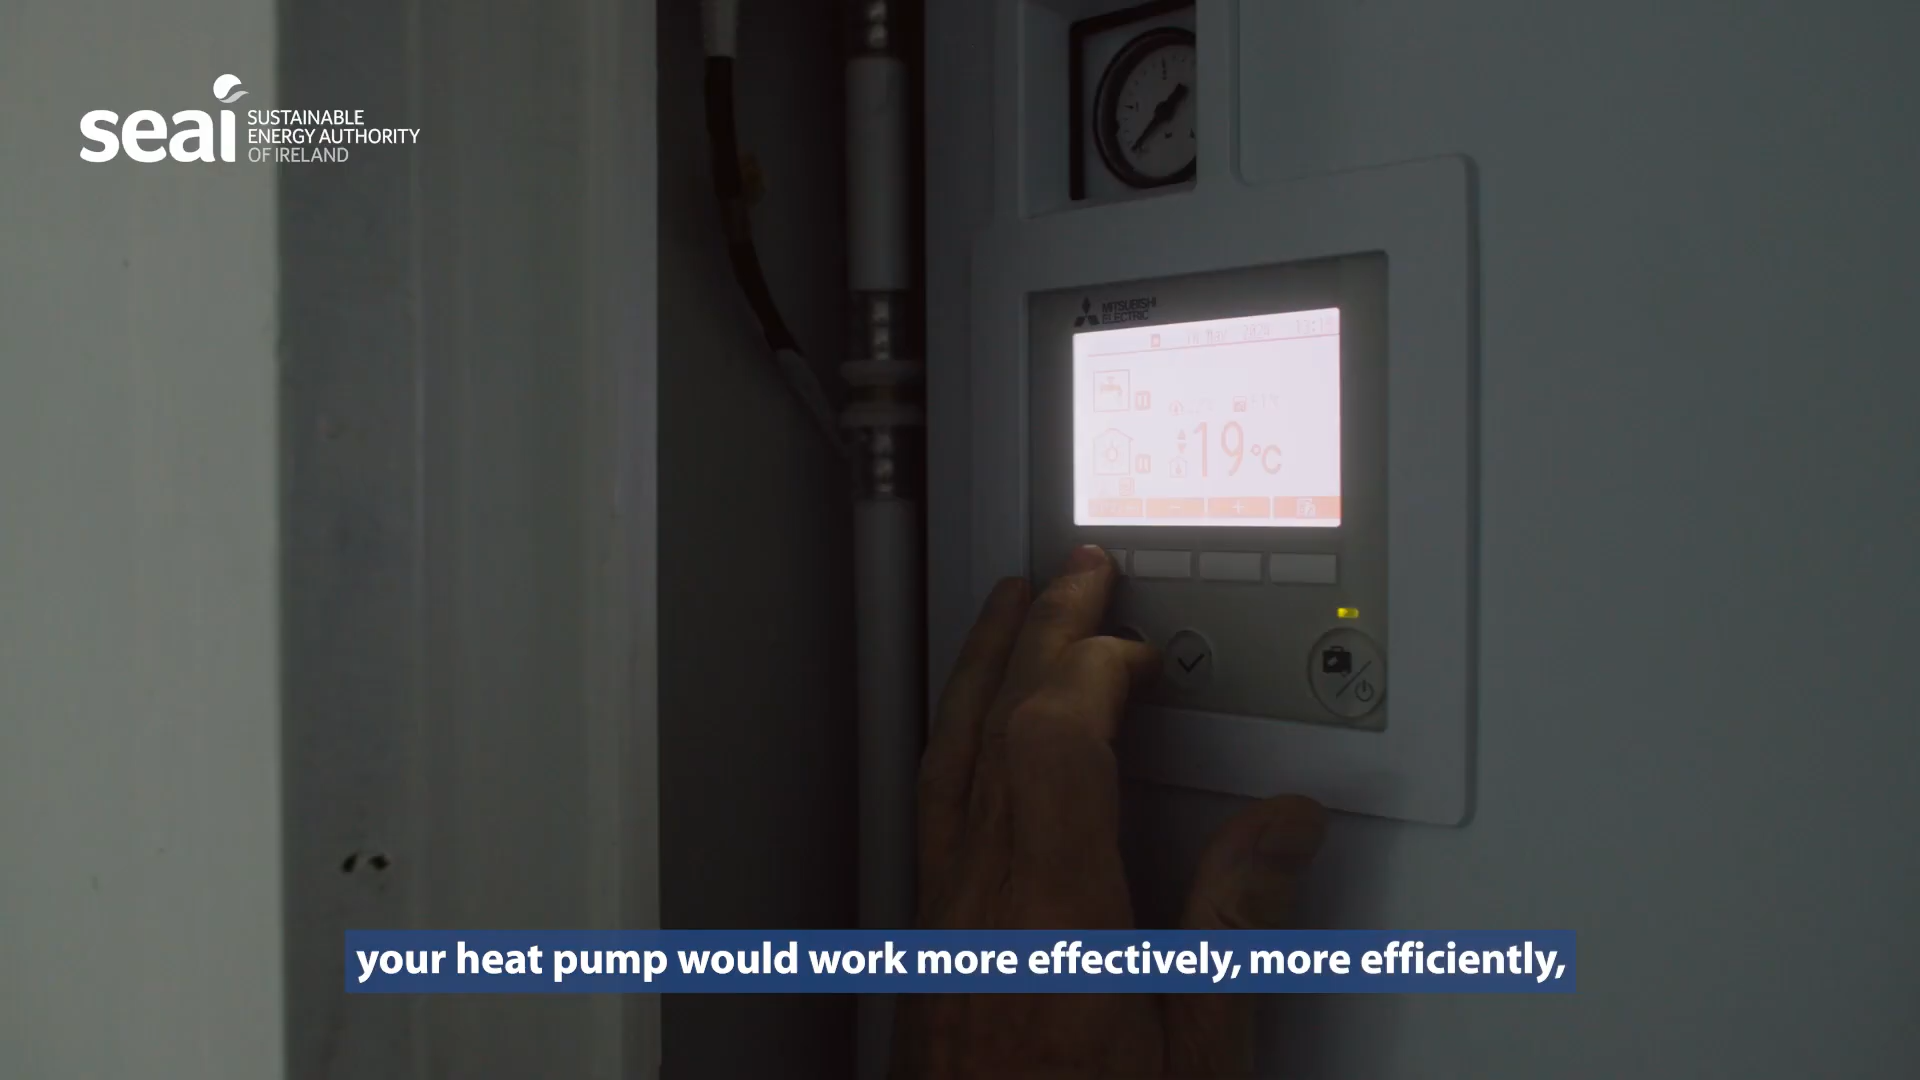 seai
SUSTAINABLE
ENERGY AUTHORITY
OF IRELAND
MITSUBISHI
ELECTRIC
19°C
your heat pump would work more effectively, more efficiently,